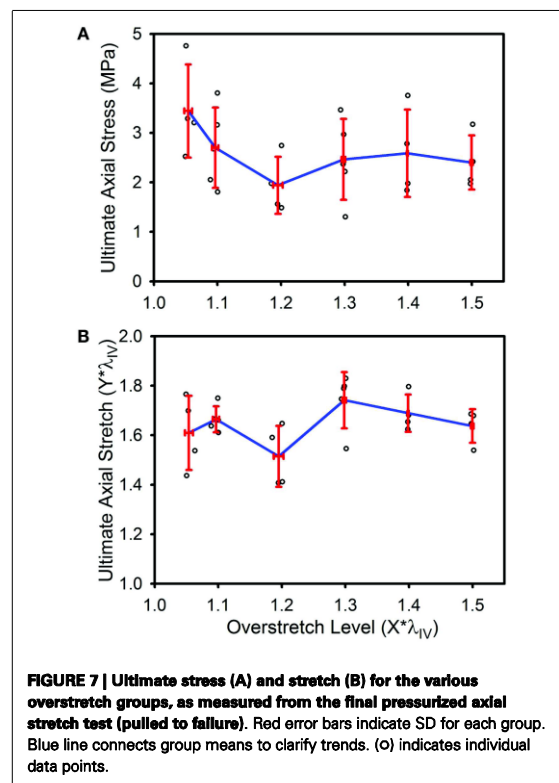 A
Ultimate Axial Stress (MPa)
5
4
3
2
1
0
1.0 1.1 1.2 1.3 1.4 1.5
B
Ultimate Axial Stretch (Y*λIV)
2.0
1.8
1.6
1.4
1.2
1.0
1.0 1.1 1.2 1.3 1.4 1.5
Overstretch Level (X*λIV)
FIGURE 7 | Ultimate stress (A) and stretch (B) for the various
overstretch groups, as measured from the final pressurized axial
stretch test (pulled to failure). Red error bars indicate SD for each group.
Blue line connects group means to clarify trends. (○) indicates individual
data points.